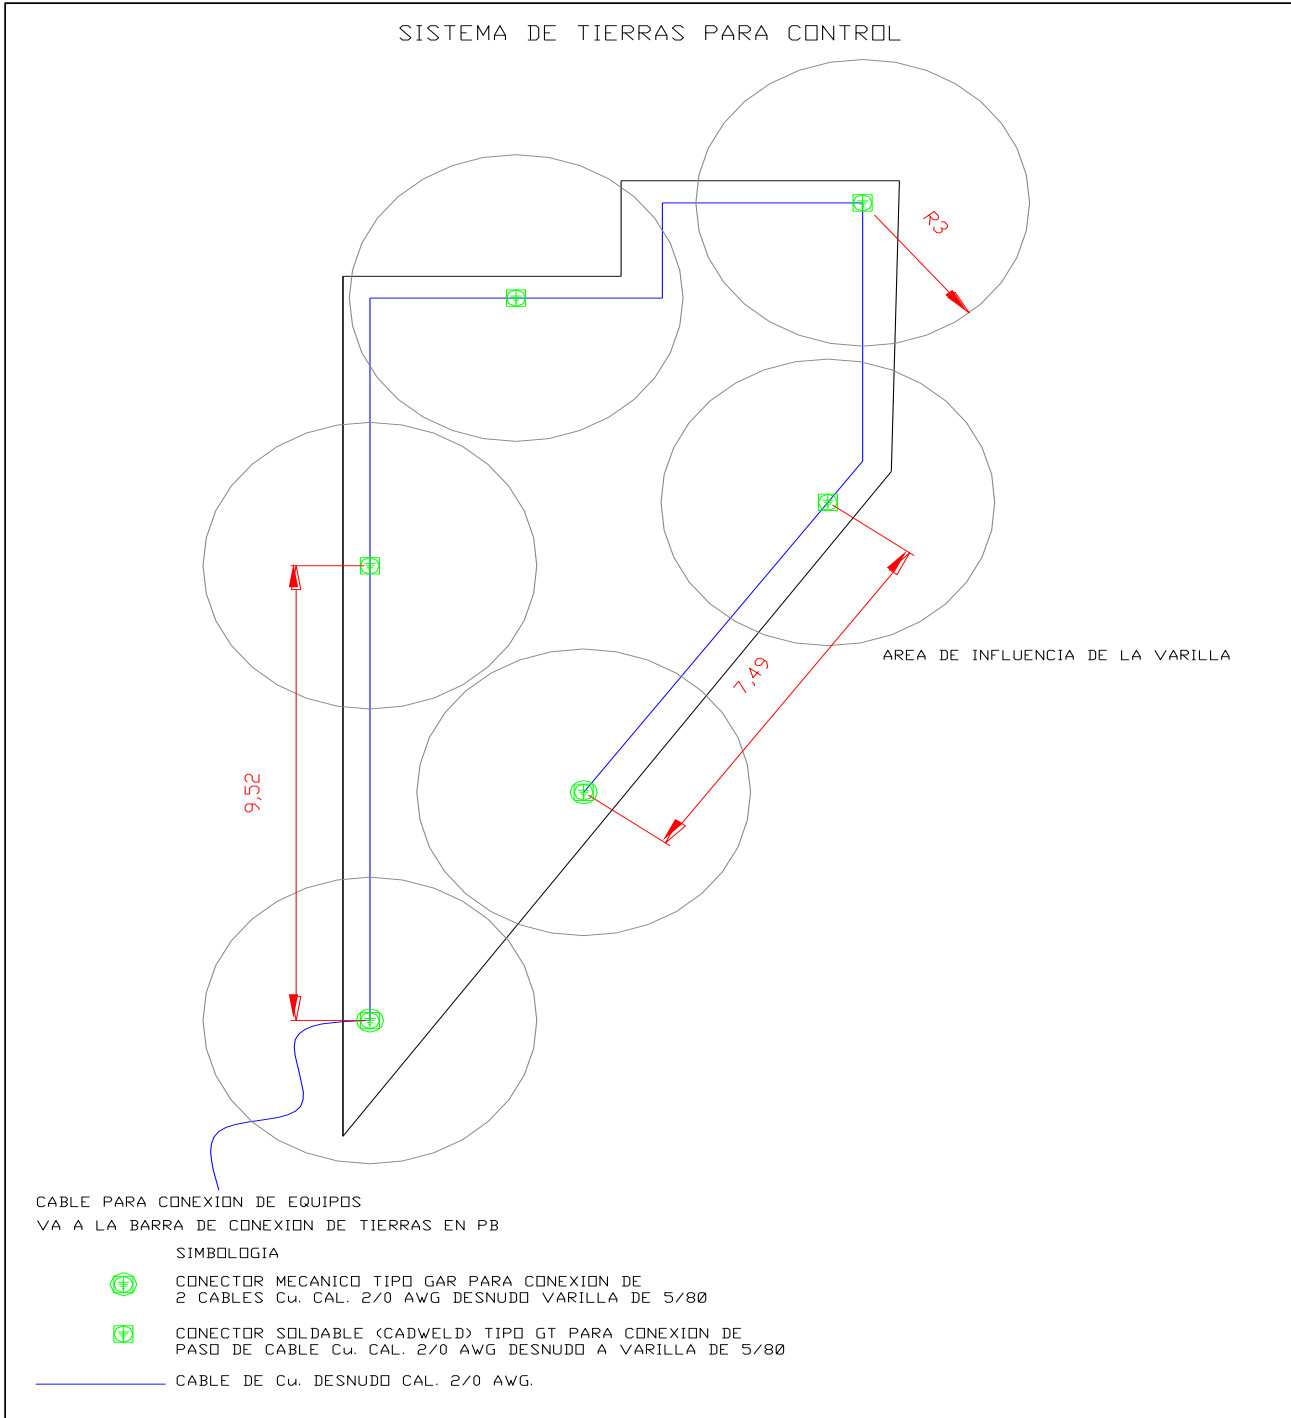 SISTEMA DE TIERRAS PARA CONTROL
R3
AREA DE INFLUENCIA DE LA VARILLA
7,49
9,52
CABLE PARA CONEXION DE EQUIPOS
VA A LA BARRA DE CONEXION DE TIERRAS EN PB
SIMBOLOGIA
CONECTOR MECANICO TIPO GAR PARA CONEXION DE
2 CABLES Cu. CAL. 2/0 AWG DESNUDO VARILLA DE 5/80
CONECTOR SOLDABLE (CADWELD) TIPO GT PARA CONEXION DE
PASO DE CABLE Cu. CAL. 2/0 AWG DESNUDO A VARILLA DE 5/80
CABLE DE Cu. DESNUDO CAL. 2/0 AWG.